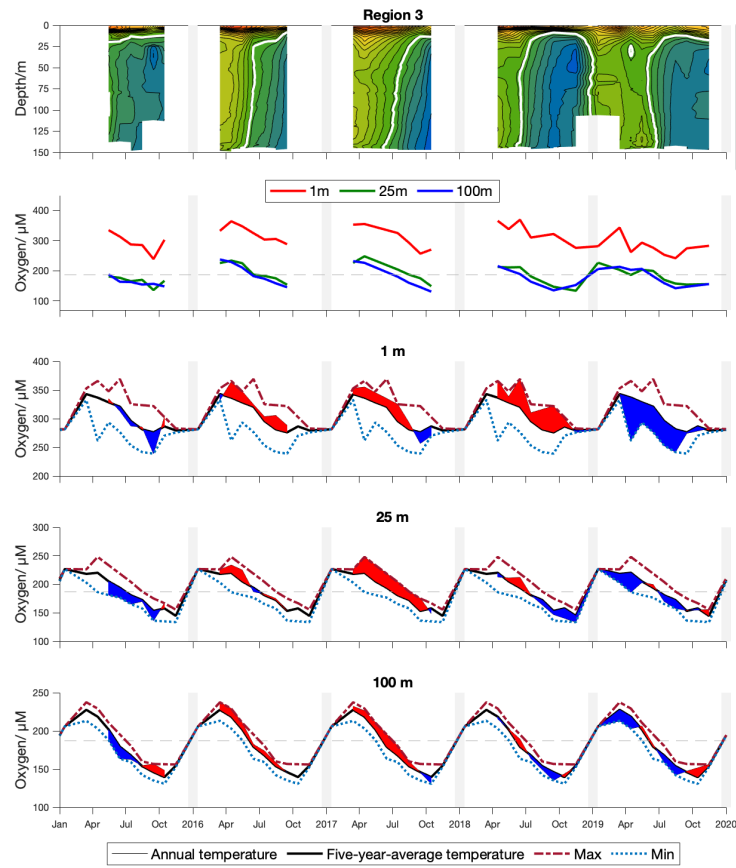 Region 3
0
25
50
75
100
125
150
Depth/m
1m 25m 100m
400
300
200
100
Oxygen/ µM
1 m
400
350
300
250
200
Oxygen/ µM
25 m
300
250
200
150
100
Oxygen/ µM
100 m
250
200
150
100
Oxygen/ µM
Jan Apr Jul Oct 2016 Apr Jul Oct 2017 Apr Jul Oct 2018 Apr Jul Oct 2019 Apr Jul Oct 2020
Annual temperature Five-year-average temperature Max Min